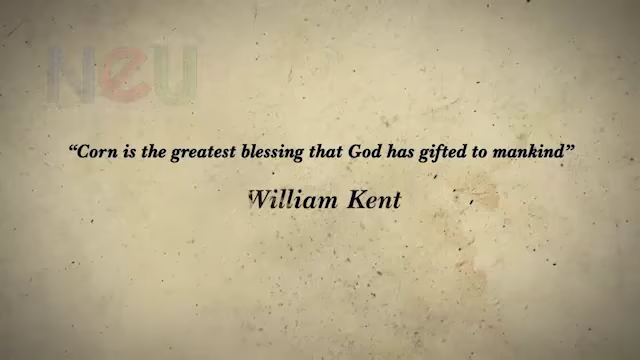 NeU
“Corn is the greatest blessing that God has gifted to mankind”
William Kent